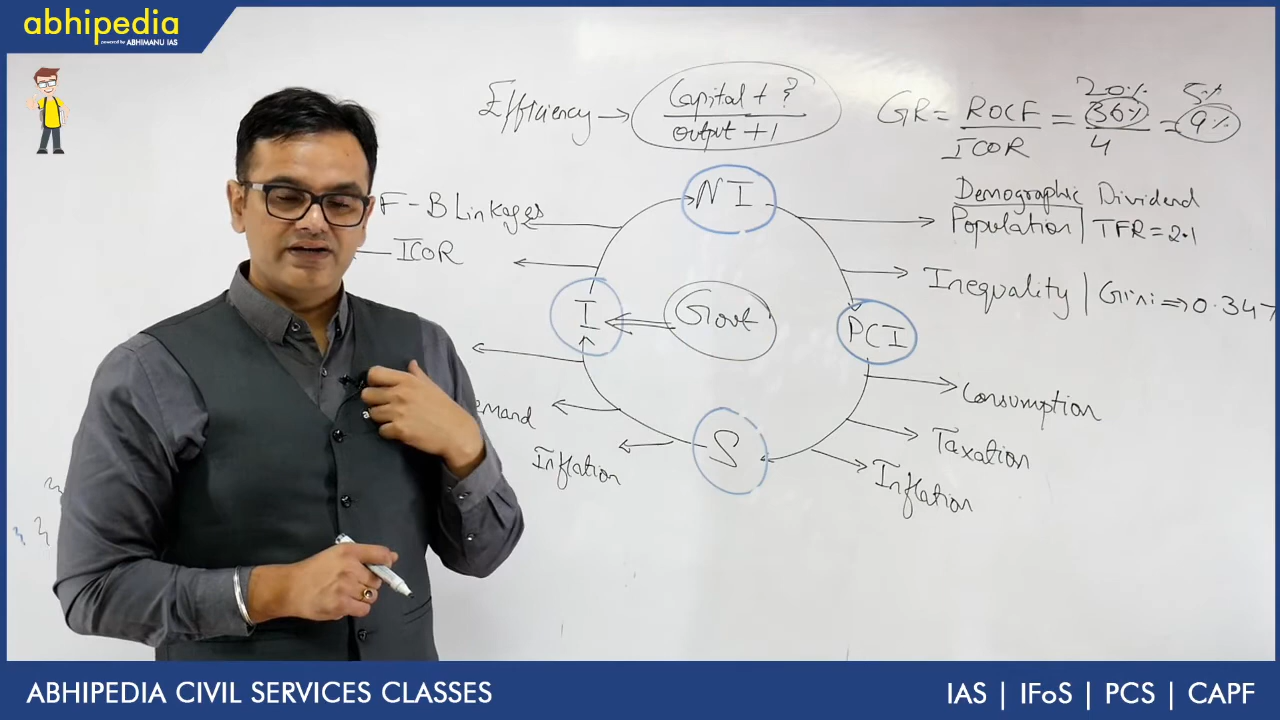 abhipedia
powered by ABHIMANU IAS
Efficiency → Capital + ?
output + 1
GR = ROCF = 20% 36% = 5% 9%
ICOR 4
F-B Linkages
NI
Demographic Dividend
Population | TFR = 2.1
ICOR
Inequality | Gini ⇒ 0.347
I
Govt
PCI
Consumption
emand
S
Taxation
Inflation
Inflation
ABHIPEDIA CIVIL SERVICES CLASSES
IAS | IFoS | PCS | CAPF